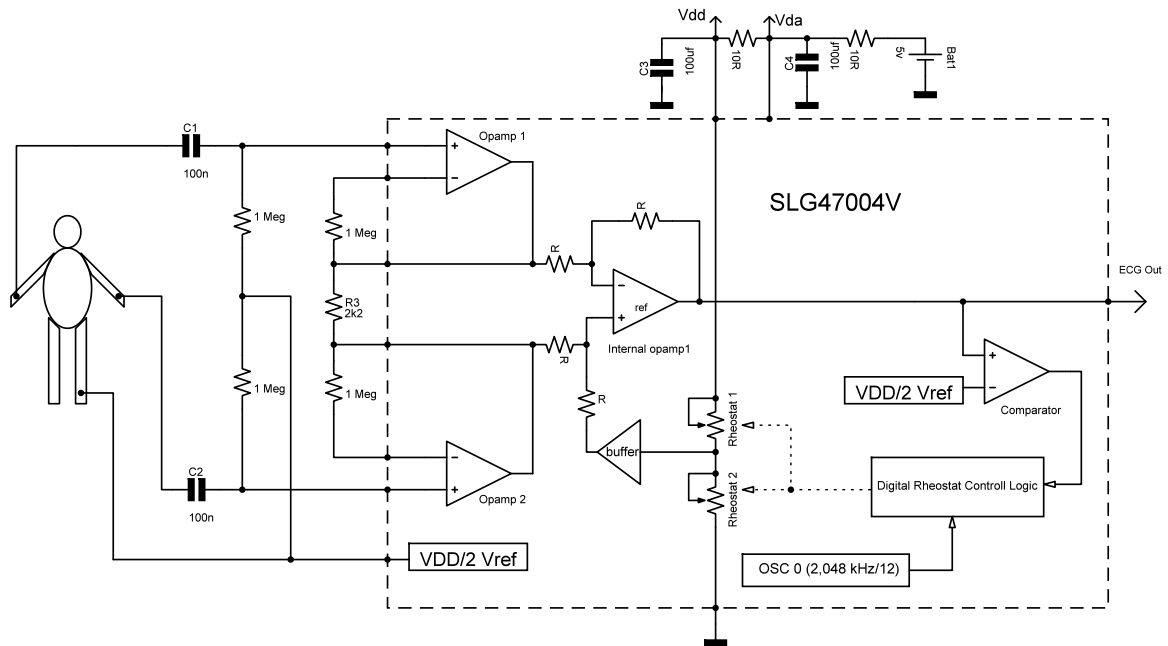 Vdd
Vda
C3
100uf
10R
C4
100uf
10R
5v
Bat1
C1
100n
Opamp 1
SLG47004V
1 Meg
1 Meg
R
R
ECG Out
R3
2k2
ref
Internal opamp1
R
1 Meg
1 Meg
R
VDD/2 Vref
Comparator
Rheostat 1
buffer
C2
100n
Opamp 2
Rheostat 2
Digital Rheostat Controll Logic
VDD/2 Vref
OSC 0 (2,048 kHz/12)